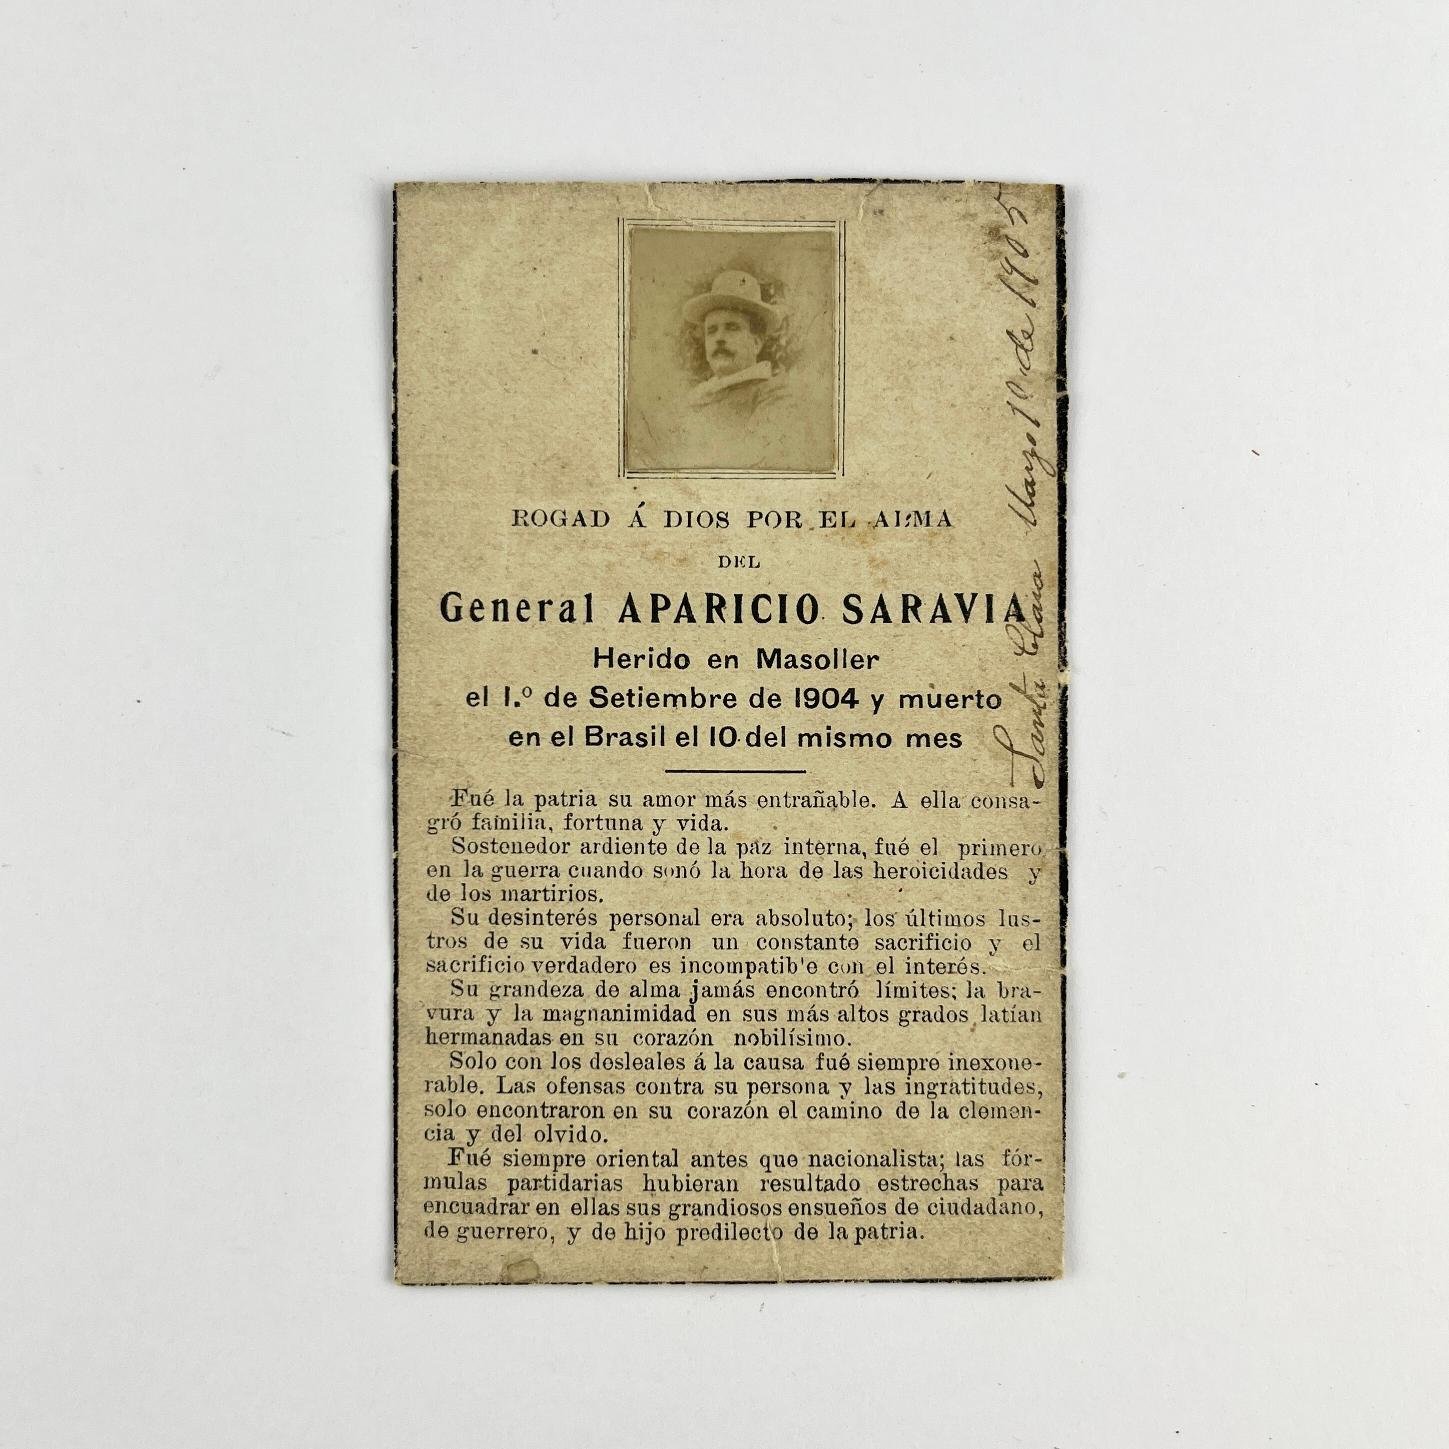 ROGAD Á DIOS POR EL ALMA
DEL
General APARICIO SARAVIA
Herido en Masoller
el 1.º de Setiembre de 1904 y muerto
en el Brasil el 10 del mismo mes
Fué la patria su amor más entrañable. A ella consa-
gró familia, fortuna y vida.
Sostenedor ardiente de la paz interna, fué el primero
en la guerra cuando sonó la hora de las heroicidades y
de los martirios.
Su desinterés personal era absoluto; los últimos lus-
tros de su vida fueron un constante sacrificio y el
sacrificio verdadero es incompatib'e con el interés.
Su grandeza de alma jamás encontró límites; la bra-
vura y la magnanimidad en sus más altos grados latían
hermanadas en su corazón nobilísimo.
Solo con los desleales á la causa fué siempre inexone-
rable. Las ofensas contra su persona y las ingratitudes,
solo encontraron en su corazón el camino de la clemen-
cia y del olvido.
Fué siempre oriental antes que nacionalista; las fór-
mulas partidarias hubieran resultado estrechas para
encuadrar en ellas sus grandiosos ensueños de ciudadano,
de guerrero, y de hijo predilecto de la patria.
Santa Clara Marzo 10 de 1905